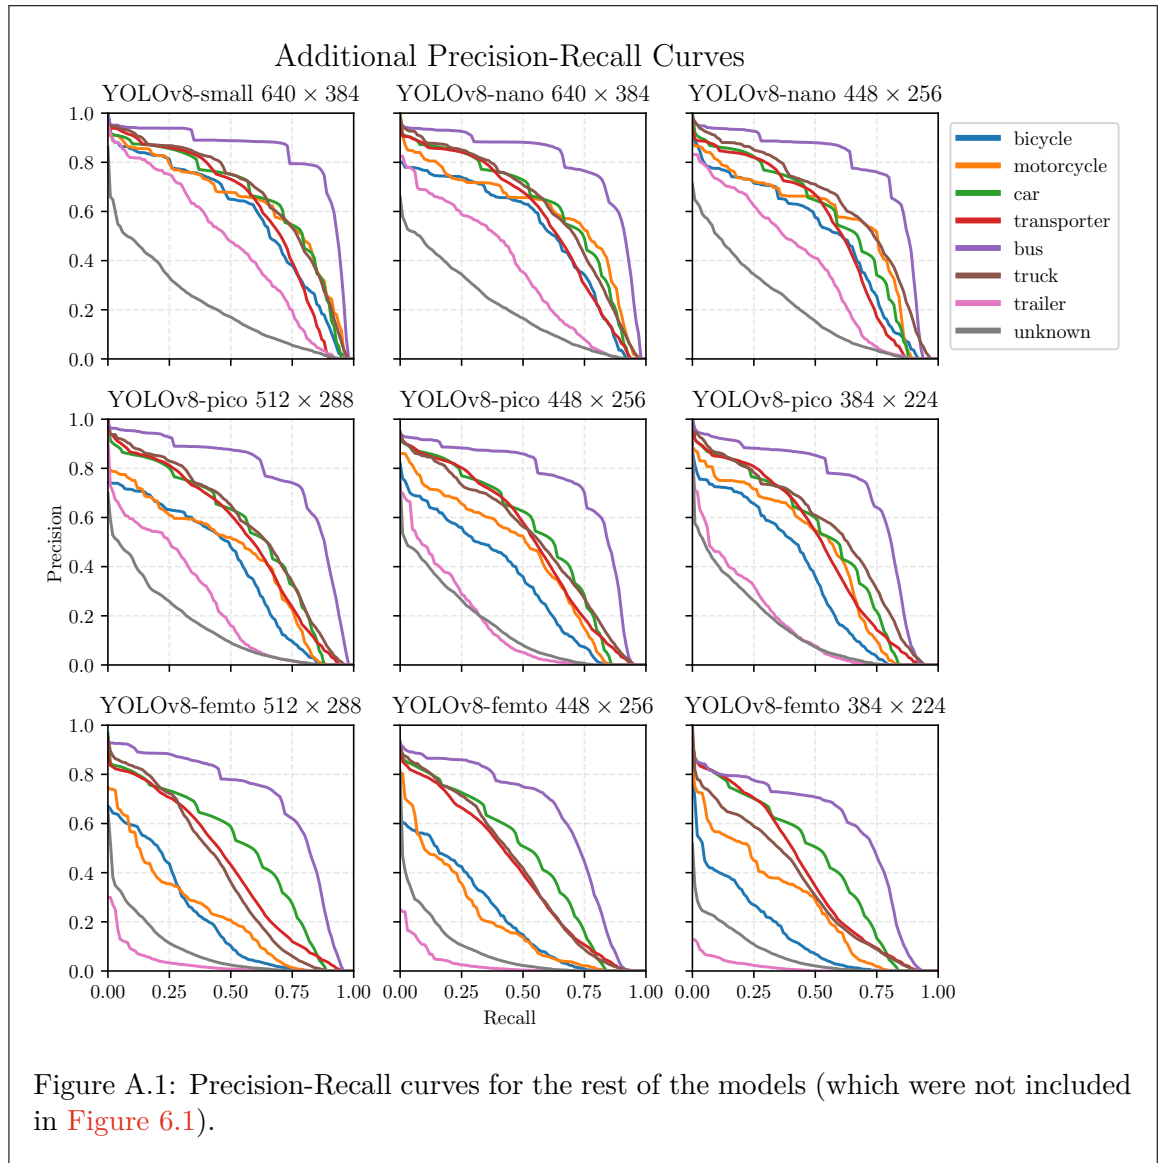 Additional Precision-Recall Curves
YOLOv8-small 640 × 384
YOLOv8-nano 640 × 384
YOLOv8-nano 448 × 256
1.0
0.8
0.6
0.4
0.2
0.0
bicycle
motorcycle
car
transporter
bus
truck
trailer
unknown
YOLOv8-pico 512 × 288
YOLOv8-pico 448 × 256
YOLOv8-pico 384 × 224
Precision
1.0
0.8
0.6
0.4
0.2
0.0
YOLOv8-femto 512 × 288
YOLOv8-femto 448 × 256
YOLOv8-femto 384 × 224
1.0
0.8
0.6
0.4
0.2
0.0
0.00 0.25 0.50 0.75 1.00
0.00 0.25 0.50 0.75 1.00
0.00 0.25 0.50 0.75 1.00
Recall
Figure A.1: Precision-Recall curves for the rest of the models (which were not included
in Figure 6.1).